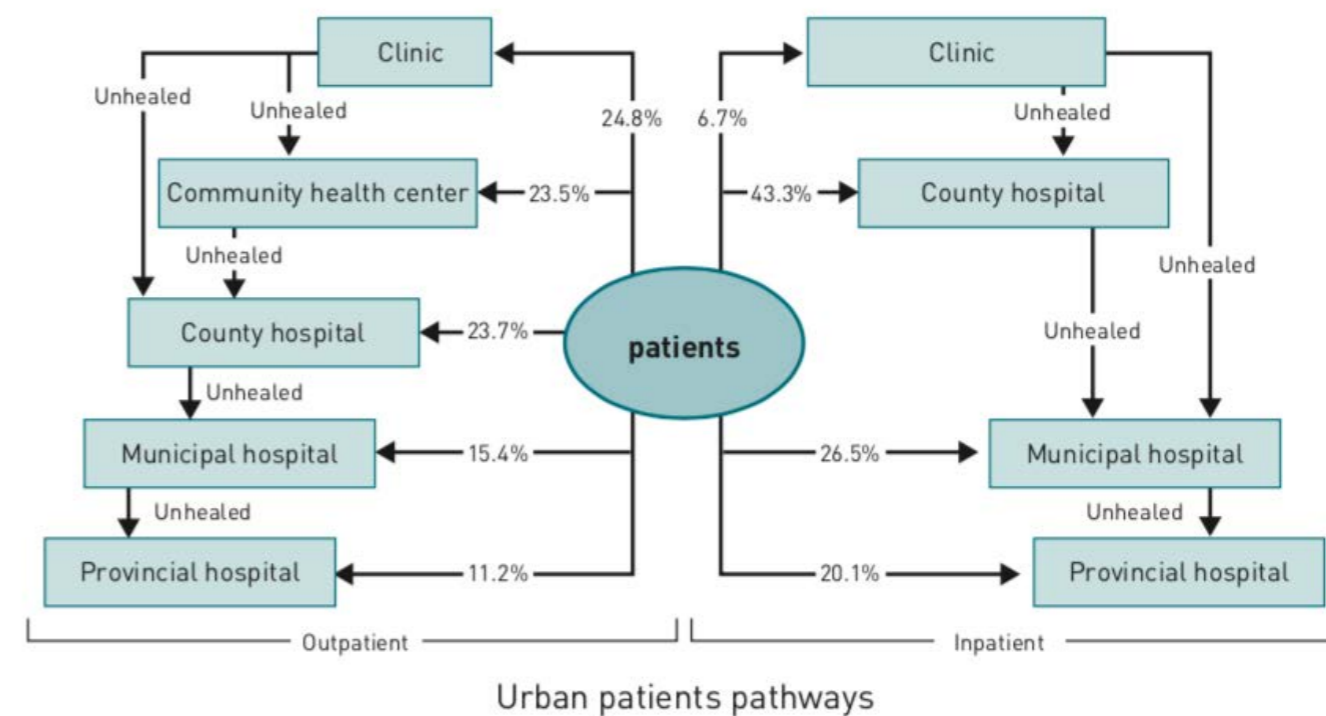 Clinic
Clinic
Unhealed
Unhealed
24.8%
6.7%
Unhealed
Community health center
23.5%
43.3%
County hospital
Unhealed
Unhealed
County hospital
23.7%
patients
Unhealed
Unhealed
Municipal hospital
15.4%
26.5%
Municipal hospital
Unhealed
Unhealed
Provincial hospital
11.2%
20.1%
Provincial hospital
Outpatient
Inpatient
Urban patients pathways